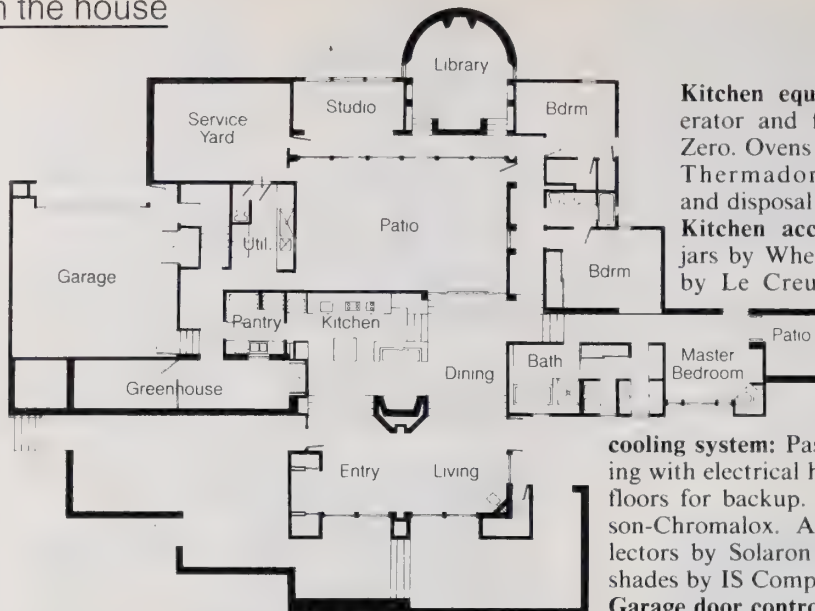 n the house
Library
Studio
Bdrm
Service
Yard
Patio
Util.
Garage
Bdrm
Pantry
Kitchen
Patio
Greenhouse
Dining
Bath
Master
Bedroom
Entry
Living
Kitchen equ
erator and f
Zero. Ovens
Thermador
and disposal
Kitchen acc
jars by Whe
by Le Creu
cooling system: Pas
ing with electrical h
floors for backup.
son-Chromalox. A
lectors by Solaron
shades by IS Comp
Garage door contro